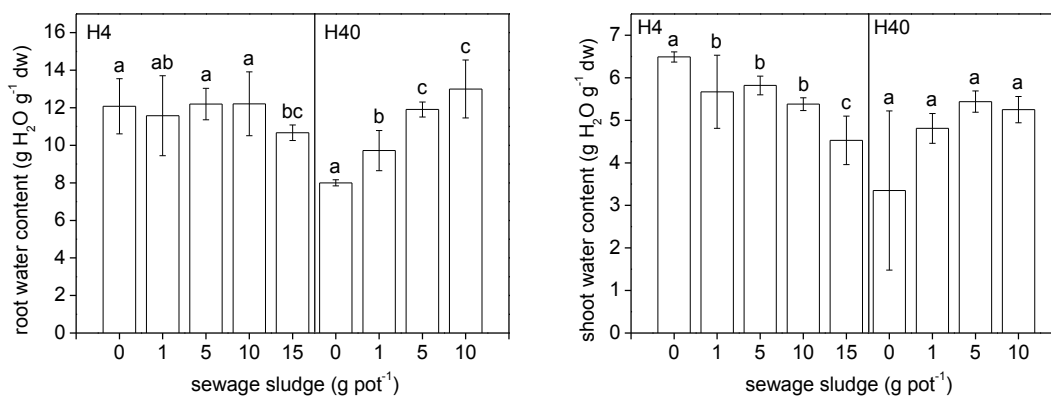 H4 H40
16
14
12
10
8
6
4
2
0
a ab a a bc a b c c
root water content (g H₂O g⁻¹ dw)
0 1 5 10 15 0 1 5 10
sewage sludge (g pot⁻¹)
H4 H40
7
6
5
4
3
2
1
0
a b b b c a a a a
shoot water content (g H₂O g⁻¹ dw)
0 1 5 10 15 0 1 5 10
sewage sludge (g pot⁻¹)